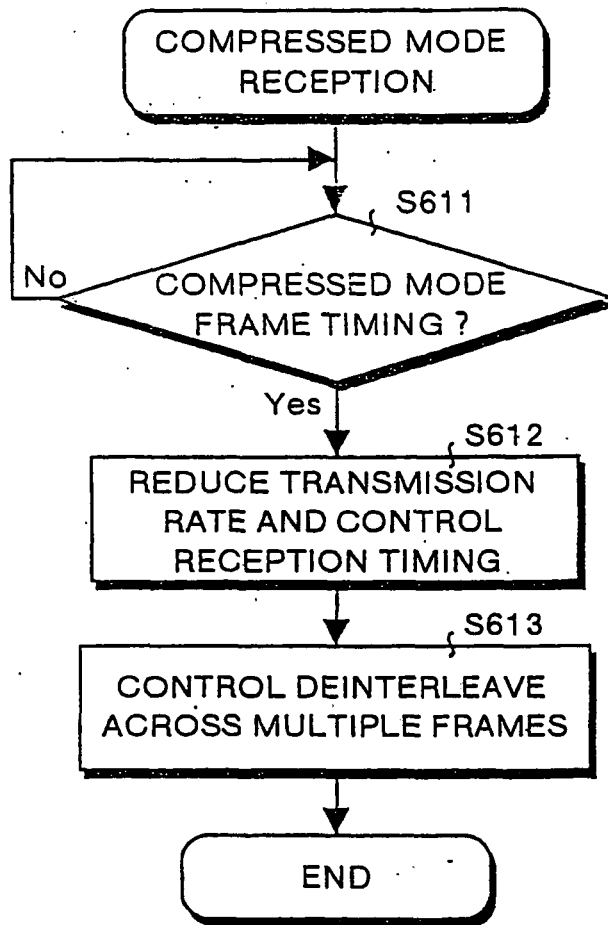 COMPRESSED MODE
RECEPTION
S611
No
COMPRESSED MODE
FRAME TIMING ?
Yes
S612
REDUCE TRANSMISSION
RATE AND CONTROL
RECEPTION TIMING
S613
CONTROL DEINTERLEAVE
ACROSS MULTIPLE FRAMES
END